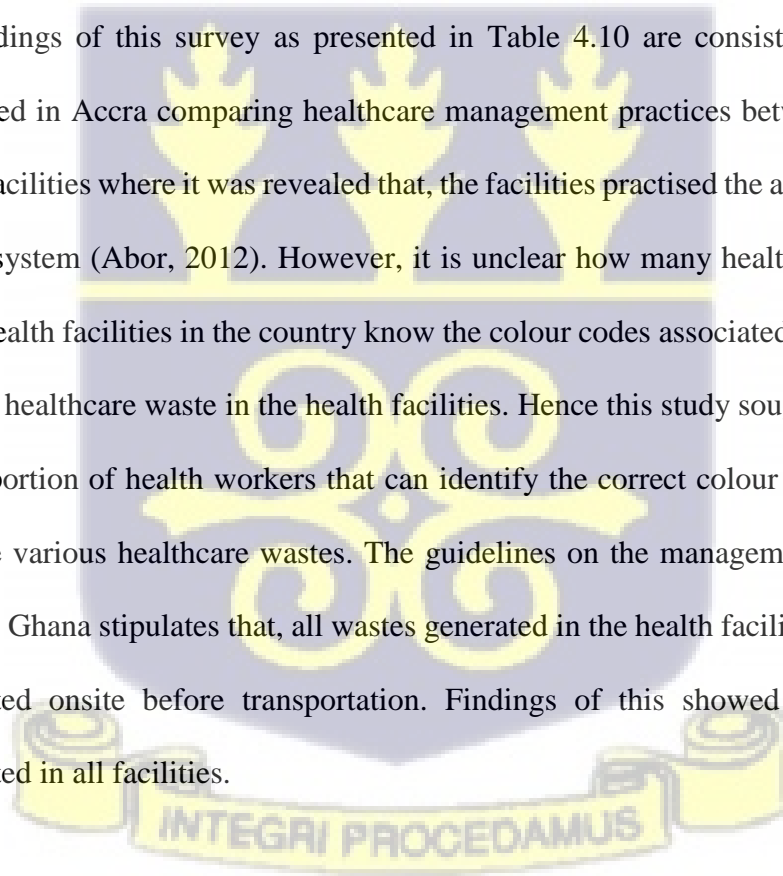 dings of this survey as presented in Table 4.10 are consist
ed in Accra comparing healthcare management practices betw
acilities where it was revealed that, the facilities practised the a
system (Abor, 2012). However, it is unclear how many health
ealth facilities in the country know the colour codes associated
healthcare waste in the health facilities. Hence this study sou
portion of health workers that can identify the correct colour
e various healthcare wastes. The guidelines on the managem
Ghana stipulates that, all wastes generated in the health facili
ted onsite before transportation. Findings of this showed
ted in all facilities.
INTEGRI PROCEDAMUS